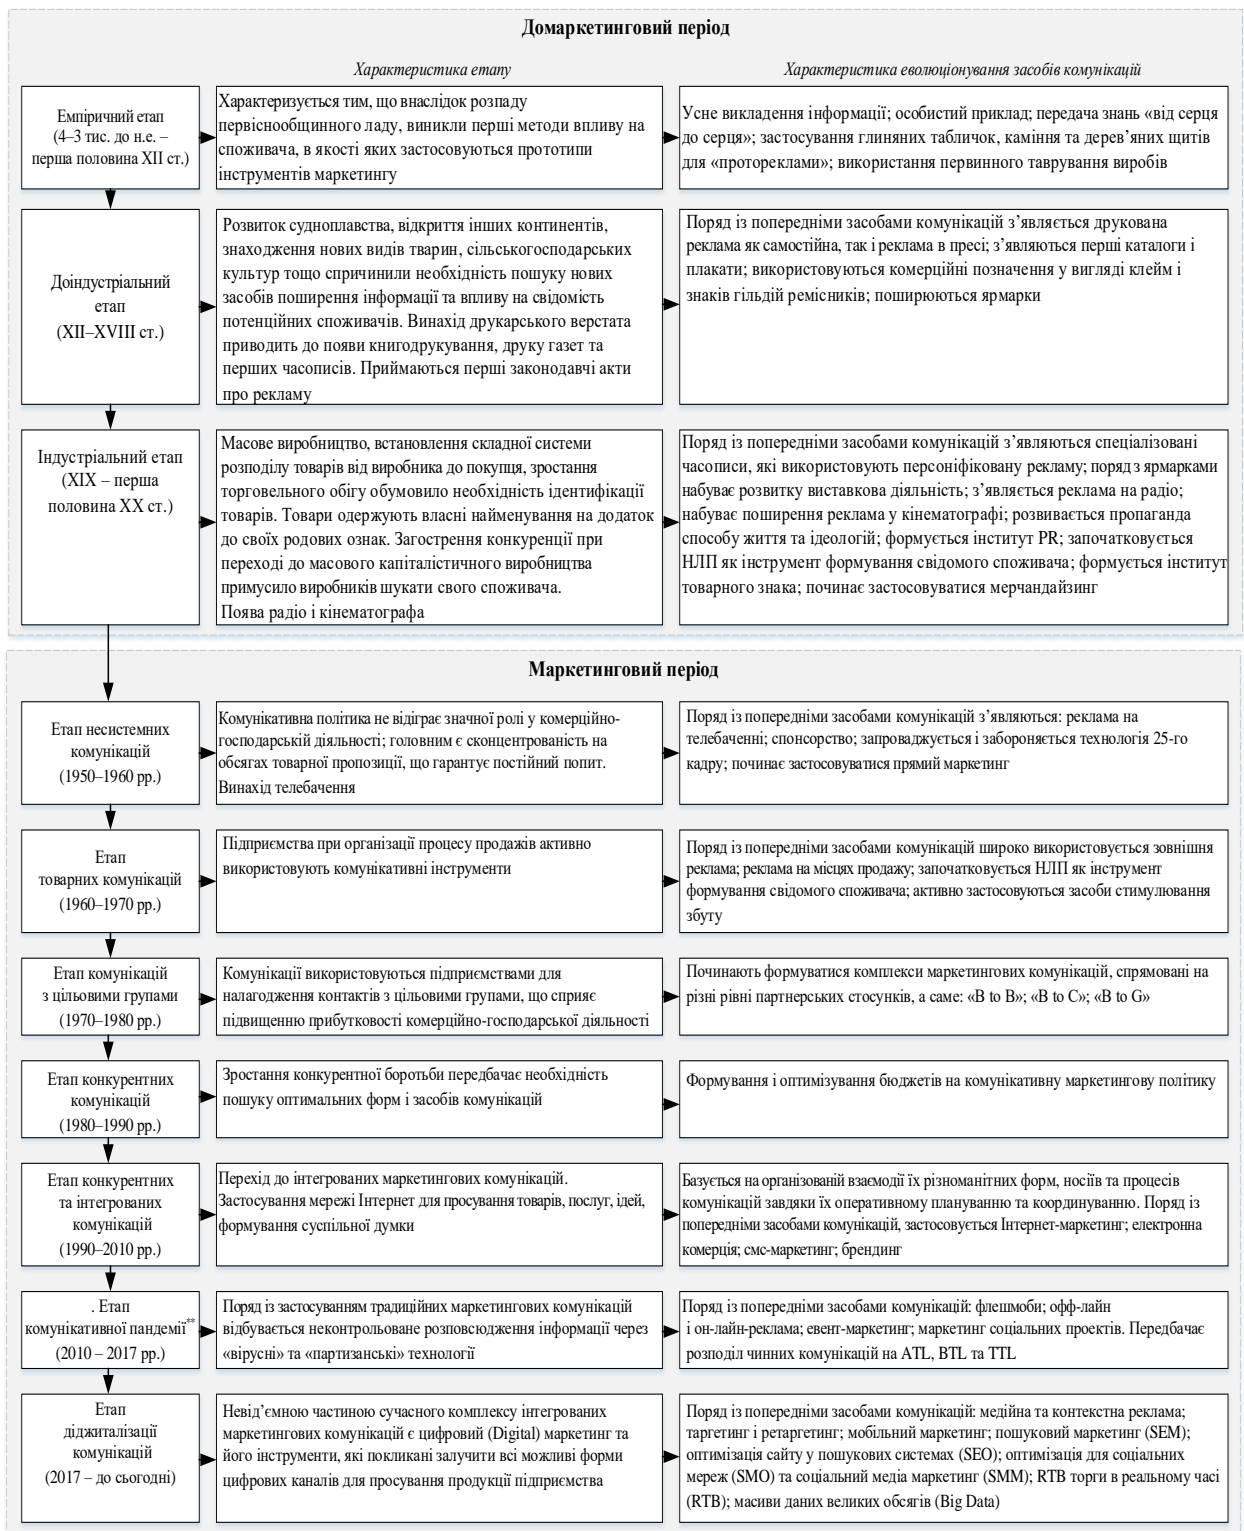 Домаркетинговий період
Характеристика етапу
Характеристика еволюціонування засобів комунікацій
Емпіричний етап
(4–3 тис. до н.е. –
перша половина XII ст.)
Характеризується тим, що внаслідок розпаду
первіснообщинного ладу, виникли перші методи впливу на
споживача, в якості яких застосовуються прототипи
інструментів маркетингу
Усне викладення інформації; особистий приклад; передача знань «від серця
до серця»; застосування глиняних табличок, каміння та дерев’яних щитів
для «протореклами»; використання первинного таврування виробів
Доіндустріальний
етап
(XII–XVIII ст.)
Розвиток судноплавства, відкриття інших континентів,
знаходження нових видів тварин, сільськогосподарських
культур тощо спричинили необхідність пошуку нових
засобів поширення інформації та впливу на свідомість
потенційних споживачів. Винахід друкарського верстата
приводить до появи книгодрукування, друку газет та
перших часописів. Приймаються перші законодавчі акти
про рекламу
Поряд із попередніми засобами комунікацій з’являється друкована
реклама як самостійна, так і реклама в пресі; з’являються перші каталоги і
плакати; використовуються комерційні позначення у вигляді клейм і
знаків гільдій ремісників; поширюються ярмарки
Індустріальний етап
(XIX – перша
половина XX ст.)
Масове виробництво, встановлення складної системи
розподілу товарів від виробника до покупця, зростання
торговельного обігу обумовило необхідність ідентифікації
товарів. Товари одержують власні найменування на додаток
до своїх родових ознак. Загострення конкуренції при
переході до масового капіталістичного виробництва
примусило виробників шукати свого споживача.
Поява радіо і кінематографа
Поряд із попередніми засобами комунікацій з’являються спеціалізовані
часописи, які використовують персоніфіковану рекламу; поряд з ярмарками
набуває розвитку виставкова діяльність; з’являється реклама на радіо;
набуває поширення реклама у кінематографі; розвивається пропаганда
способу життя та ідеологій; формується інститут PR; започатковується
НЛП як інструмент формування свідомого споживача; формується інститут
товарного знака; починає застосовуватися мерчандайзинг
Маркетинговий період
Етап несистемних
комунікацій
(1950–1960 рр.)
Комунікативна політика не відіграє значної ролі у комерційно-
господарській діяльності; головним є сконцентрованість на
обсягах товарної пропозиції, що гарантує постійний попит.
Винахід телебачення
Поряд із попередніми засобами комунікацій з’являються: реклама на
телебаченні; спонсорство; запроваджується і забороняється технологія 25-го
кадру; починає застосовуватися прямий маркетинг
Етап
товарних комунікацій
(1960–1970 рр.)
Підприємства при організації процесу продажів активно
використовують комунікативні інструменти
Поряд із попередніми засобами комунікацій широко використовується зовнішня
реклама; реклама на місцях продажу; започатковується НЛП як інструмент
формування свідомого споживача; активно застосовуються засоби стимулювання
збуту
Етап комунікацій
з цільовими групами
(1970–1980 рр.)
Комунікації використовуються підприємствами для
налагодження контактів з цільовими групами, що сприяє
підвищенню прибутковості комерційно-господарської діяльності
Починають формуватися комплекси маркетингових комунікацій, спрямовані на
різні рівні партнерських стосунків, а саме: «B to B»; «B to C»; «B to G»
Етап конкурентних
комунікацій
(1980–1990 рр.)
Зростання конкурентної боротьби передбачає необхідність
пошуку оптимальних форм і засобів комунікацій
Формування і оптимізування бюджетів на комунікативну маркетингову політику
Етап конкурентних
та інтегрованих
комунікацій
(1990–2010 рр.)
Перехід до інтегрованих маркетингових комунікацій.
Застосування мережі Інтернет для просування товарів, послуг, ідей,
формування суспільної думки
Базується на організованій взаємодії їх різноманітних форм, носіїв та процесів
комунікацій завдяки їх оперативному плануванню та координуванню. Поряд із
попередніми засобами комунікацій, застосовується Інтернет-маркетинг; електронна
комерція; смс-маркетинг; брендинг
. Етап
комунікативної пандемії**
(2010 – 2017 рр.)
Поряд із застосуванням традиційних маркетингових комунікацій
відбувається неконтрольоване розповсюдження інформації через
«вірусні» та «партизанські» технології
Поряд із попередніми засобами комунікацій: флешмоби; офф-лайн
і он-лайн-реклама; евент-маркетинг; маркетинг соціальних проектів. Передбачає
розподіл чинних комунікацій на ATL, BTL та TTL
Етап
діджиталізації
комунікацій
(2017 – до сьогодні)
Невід’ємною частиною сучасного комплексу інтегрованих
маркетингових комунікацій є цифровий (Digital) маркетинг та
його інструменти, які покликані залучити всі можливі форми
цифрових каналів для просування продукції підприємства
Поряд із попередніми засобами комунікацій: медійна та контекстна реклама;
таргетинг і ретаргетинг; мобільний маркетинг; пошуковий маркетинг (SEM);
оптимізація сайту у пошукових системах (SEO); оптимізація для соціальних
мереж (SMO) та соціальний медіа маркетинг (SMM); RTB торги в реальному часі
(RTB); масиви даних великих обсягів (Big Data)